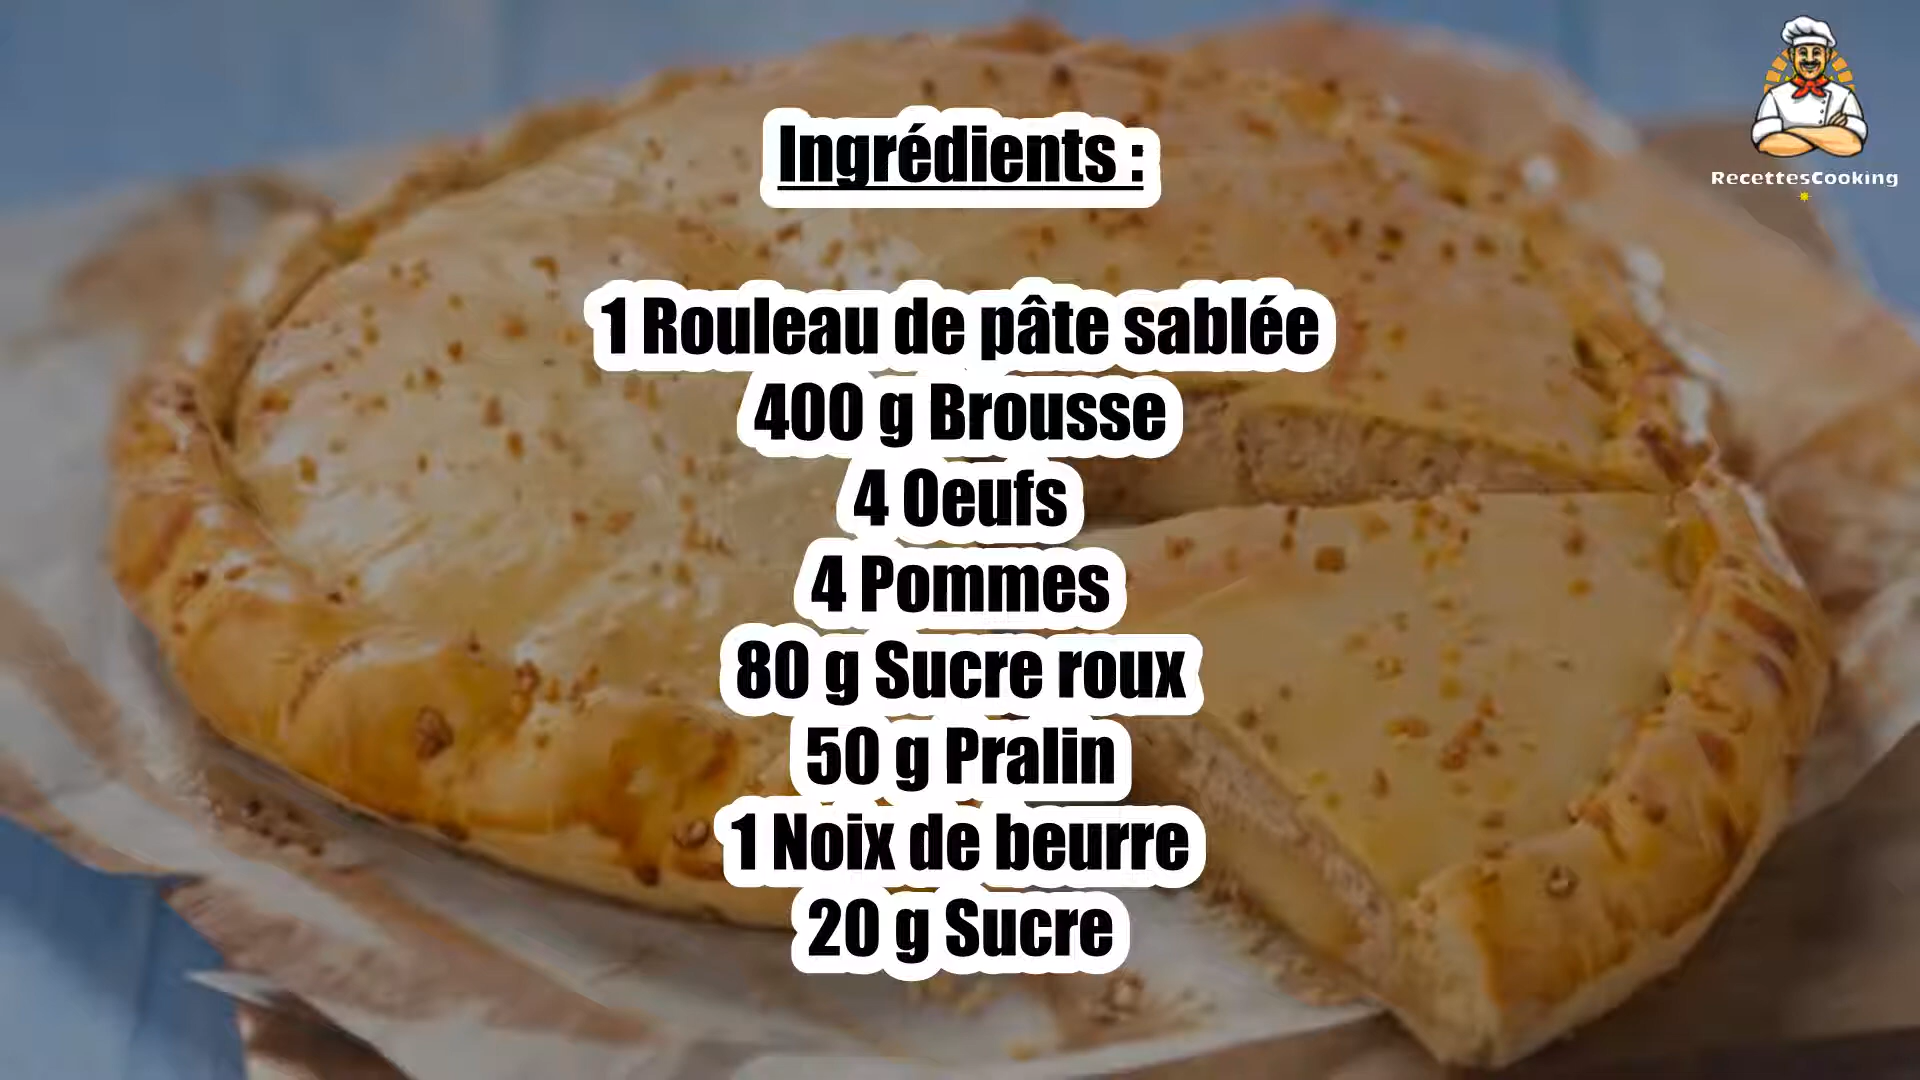 RecettesCooking
Ingrédients :
1 Rouleau de pâte sablée
400 g Brousse
4 Oeufs
4 Pommes
80 g Sucre roux
50 g Pralin
1 Noix de beurre
20 g Sucre